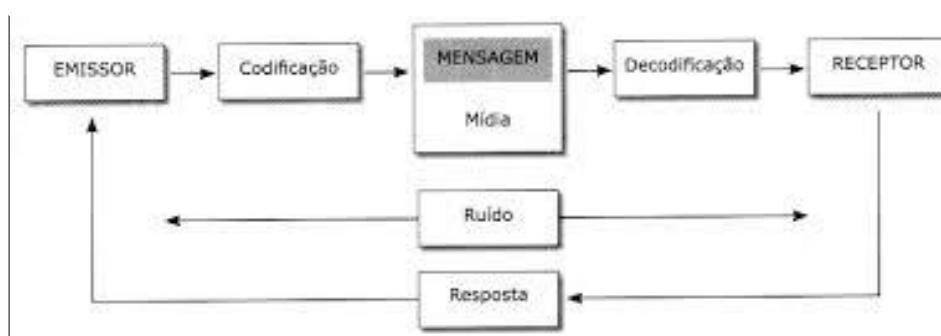 EMISSOR
Codificação
MENSAGEM
Mídia
Decodificação
RECEPTOR
Ruído
Resposta